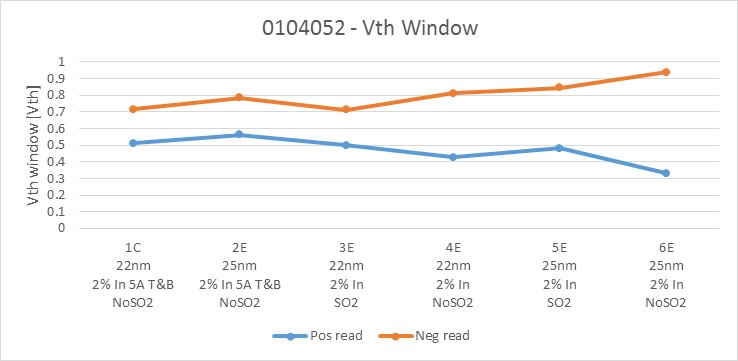 0104052 - Vth Window
Vth window [Vth]
1
0.9
0.8
0.7
0.6
0.5
0.4
0.3
0.2
0.1
0
1C 2E 3E 4E 5E 6E
22nm 25nm 22nm 22nm 25nm 25nm
2% In 5A T&B 2% In 5A T&B 2% In 2% In 2% In 2% In
NoSO2 NoSO2 SO2 NoSO2 SO2 NoSO2
Pos read Neg read